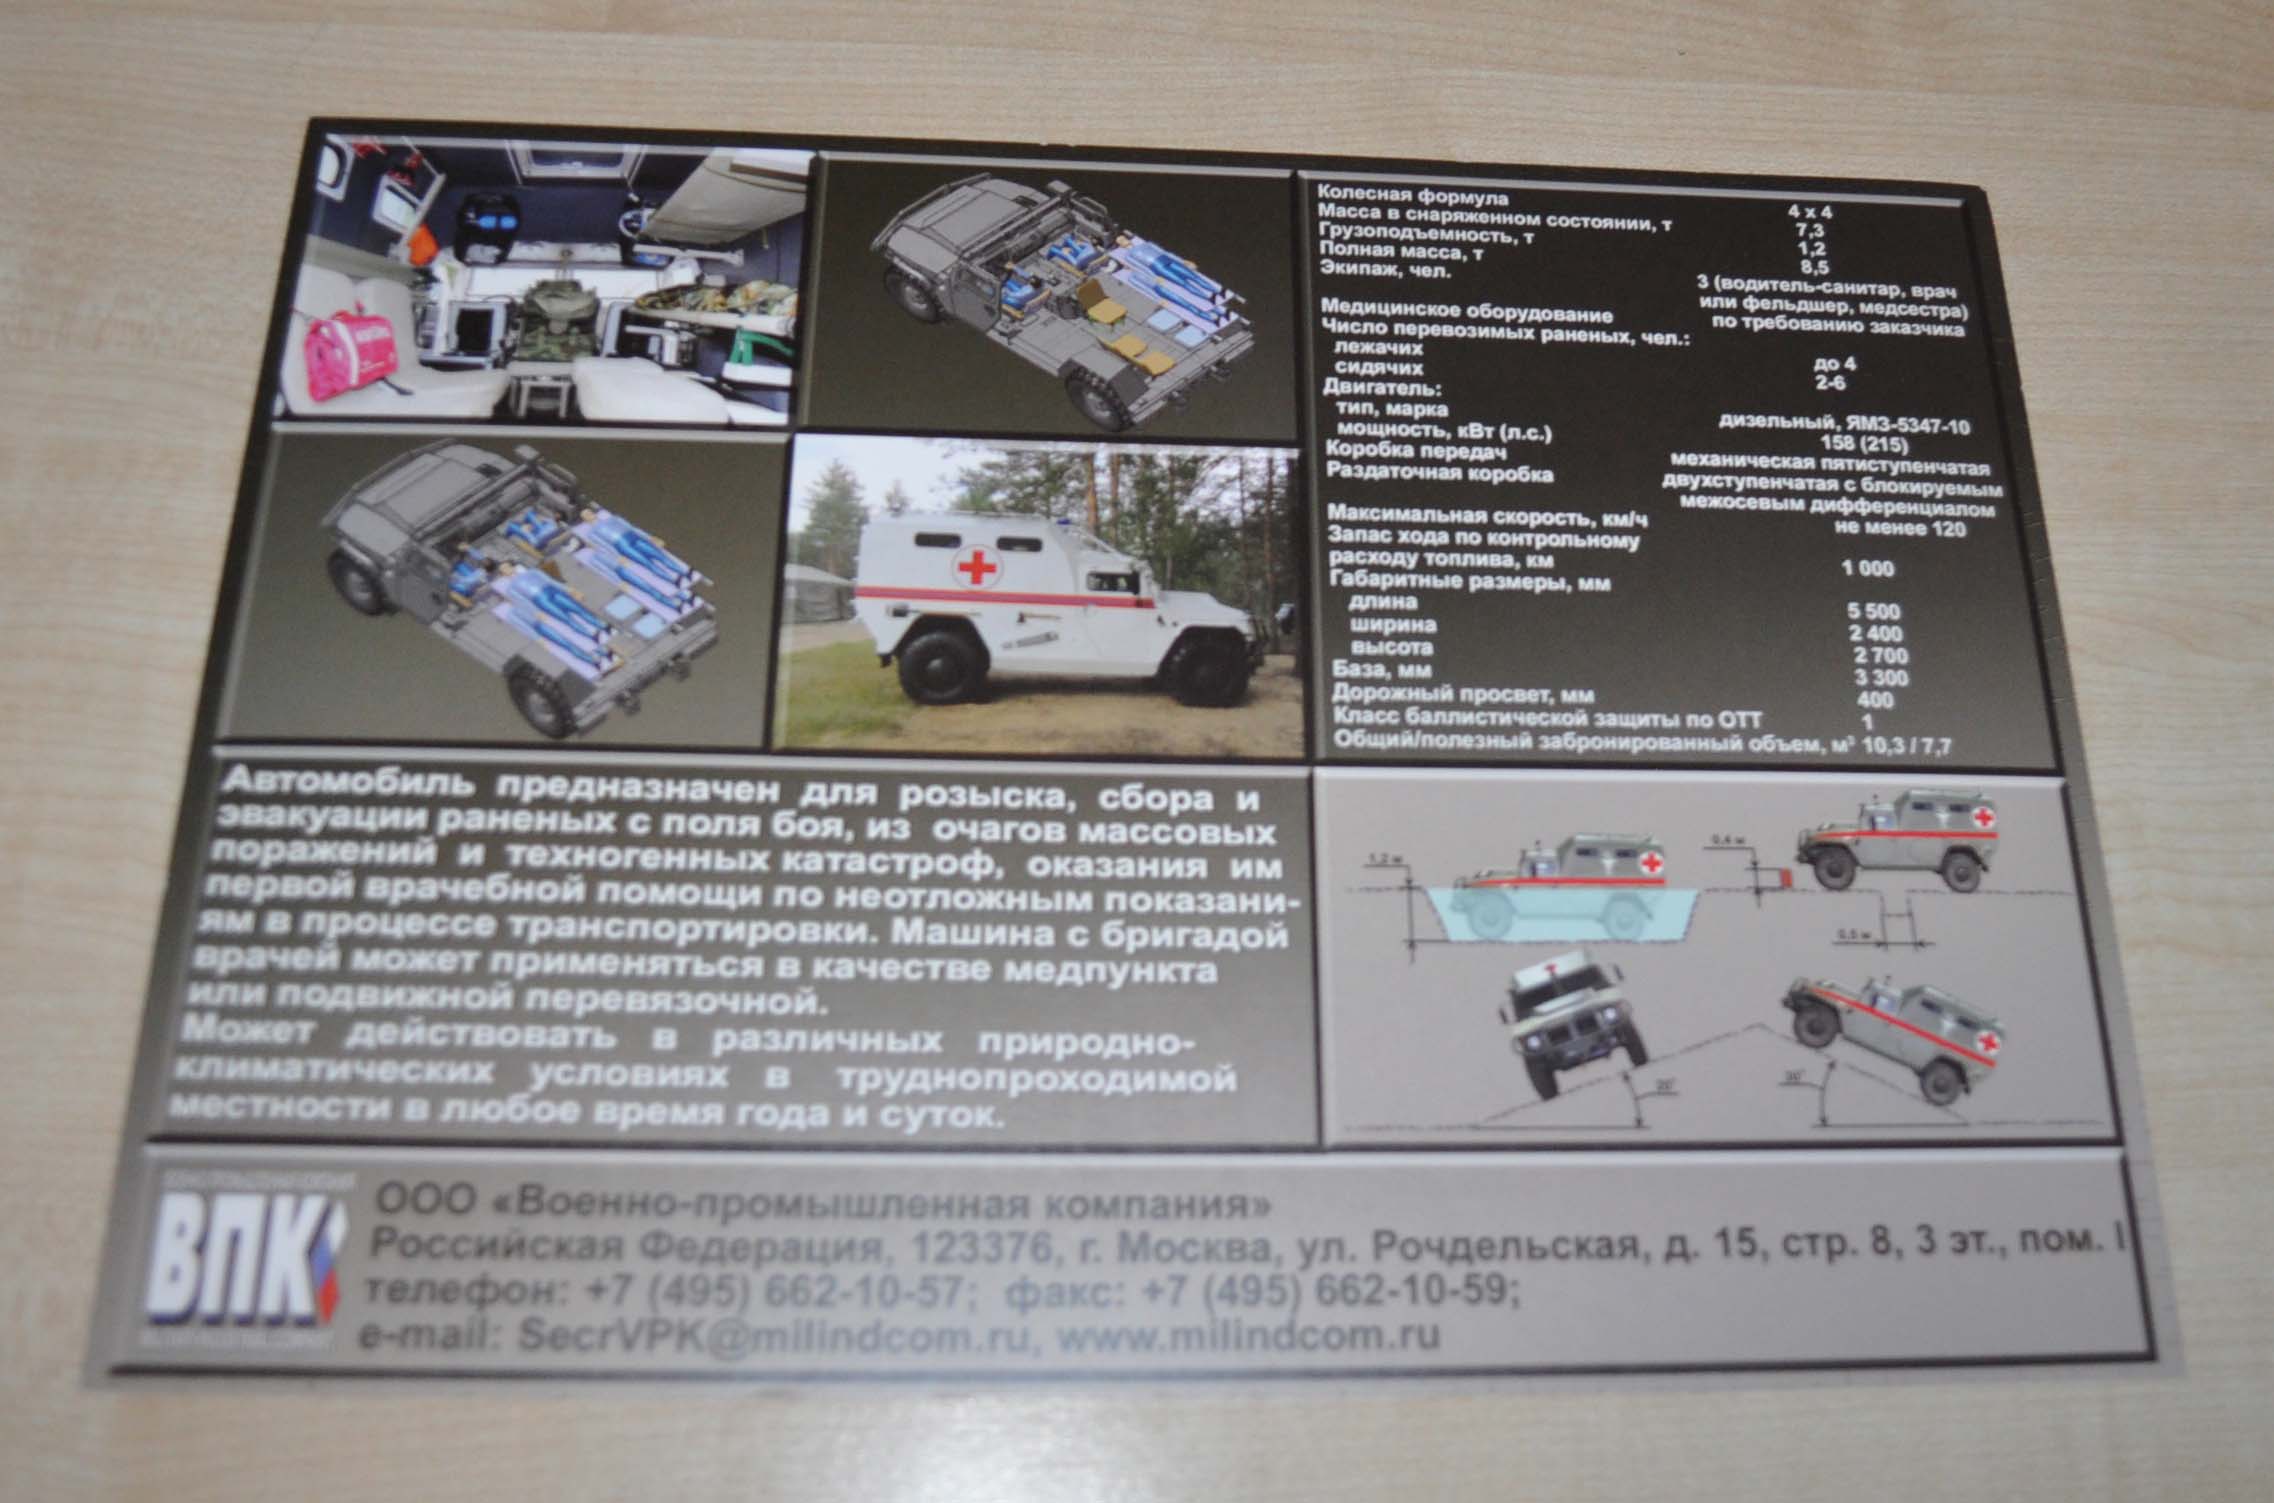 Колесная формула 4 х 4
Масса в снаряженном состоянии, т 7,3
Грузоподъемность, т 1,2
Полная масса, т 8,5
Экипаж, чел. 3 (водитель-санитар, врач
или фельдшер, медсестра)
Медицинское оборудование по требованию заказчика
Число перевозимых раненых, чел.:
лежачих до 4
сидячих 2-6
Двигатель:
тип, марка дизельный, ЯМЗ-5347-10
мощность, кВт (л.с.) 158 (215)
Коробка передач механическая пятиступенчатая
Раздаточная коробка двухступенчатая с блокируемым
межосевым дифференциалом
Максимальная скорость, км/ч не менее 120
Запас хода по контрольному
расходу топлива, км 1 000
Габаритные размеры, мм
длина 5 500
ширина 2 400
высота 2 700
База, мм 3 300
Дорожный просвет, мм 400
Класс баллистической защиты по ОТТ 1
Общий/полезный забронированный объем, м³ 10,3 / 7,7
Автомобиль предназначен для розыска, сбора и
эвакуации раненых с поля боя, из очагов массовых
поражений и техногенных катастроф, оказания им
первой врачебной помощи по неотложным показани-
ям в процессе транспортировки. Машина с бригадой
врачей может применяться в качестве медпункта
или подвижной перевязочной.
Может действовать в различных природно-
климатических условиях в труднопроходимой
местности в любое время года и суток.
1,2 м
0,4 м
0,5 м
ВПК
ООО «Военно-промышленная компания»
Российская Федерация, 123376, г. Москва, ул. Рочдельская, д. 15, стр. 8, 3 эт., пом. I
телефон: +7 (495) 662-10-57; факс: +7 (495) 662-10-59;
e-mail: SecrVPK@milindcom.ru, www.milindcom.ru